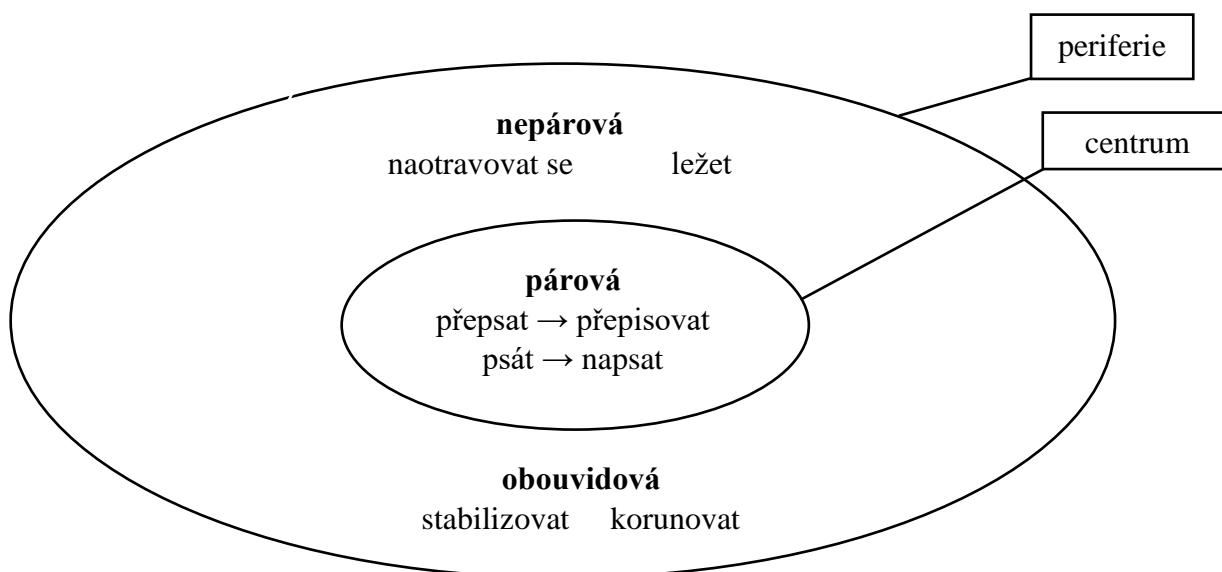 periferie
nepárová
centrum
naotravovat se ležet
párová
přepsat → přepisovat
psát → napsat
obouvidová
stabilizovat korunovat